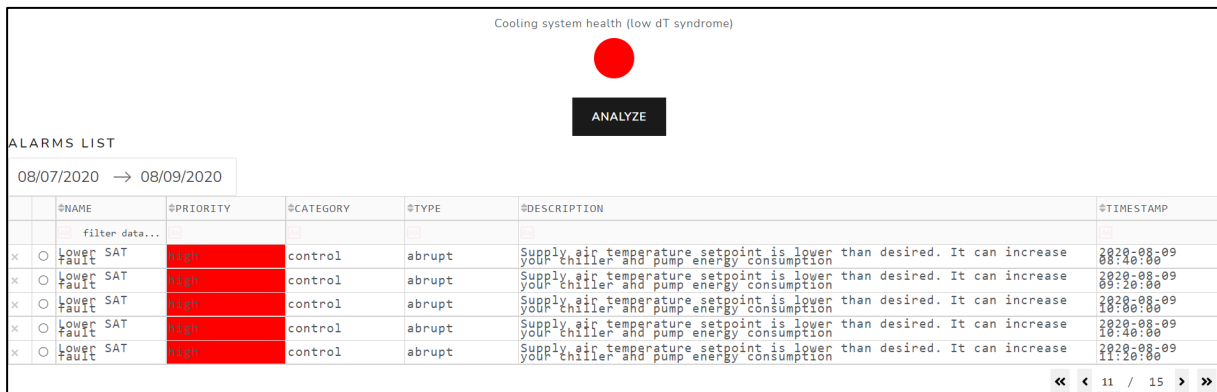 Cooling system health (low dT syndrome)
ANALYZE
ALARMS LIST
08/07/2020 → 08/09/2020
NAME PRIORITY CATEGORY TYPE DESCRIPTION TIMESTAMP
filter data...
Lower SAT fault high control abrupt Supply air temperature setpoint is lower than desired. It can increase your chiller and pump energy consumption 2020-08-09 08:40:00
Lower SAT fault high control abrupt Supply air temperature setpoint is lower than desired. It can increase your chiller and pump energy consumption 2020-08-09 09:20:00
Lower SAT fault high control abrupt Supply air temperature setpoint is lower than desired. It can increase your chiller and pump energy consumption 2020-08-09 10:00:00
Lower SAT fault high control abrupt Supply air temperature setpoint is lower than desired. It can increase your chiller and pump energy consumption 2020-08-09 10:40:00
Lower SAT fault high control abrupt Supply air temperature setpoint is lower than desired. It can increase your chiller and pump energy consumption 2020-08-09 11:20:00
11 / 15